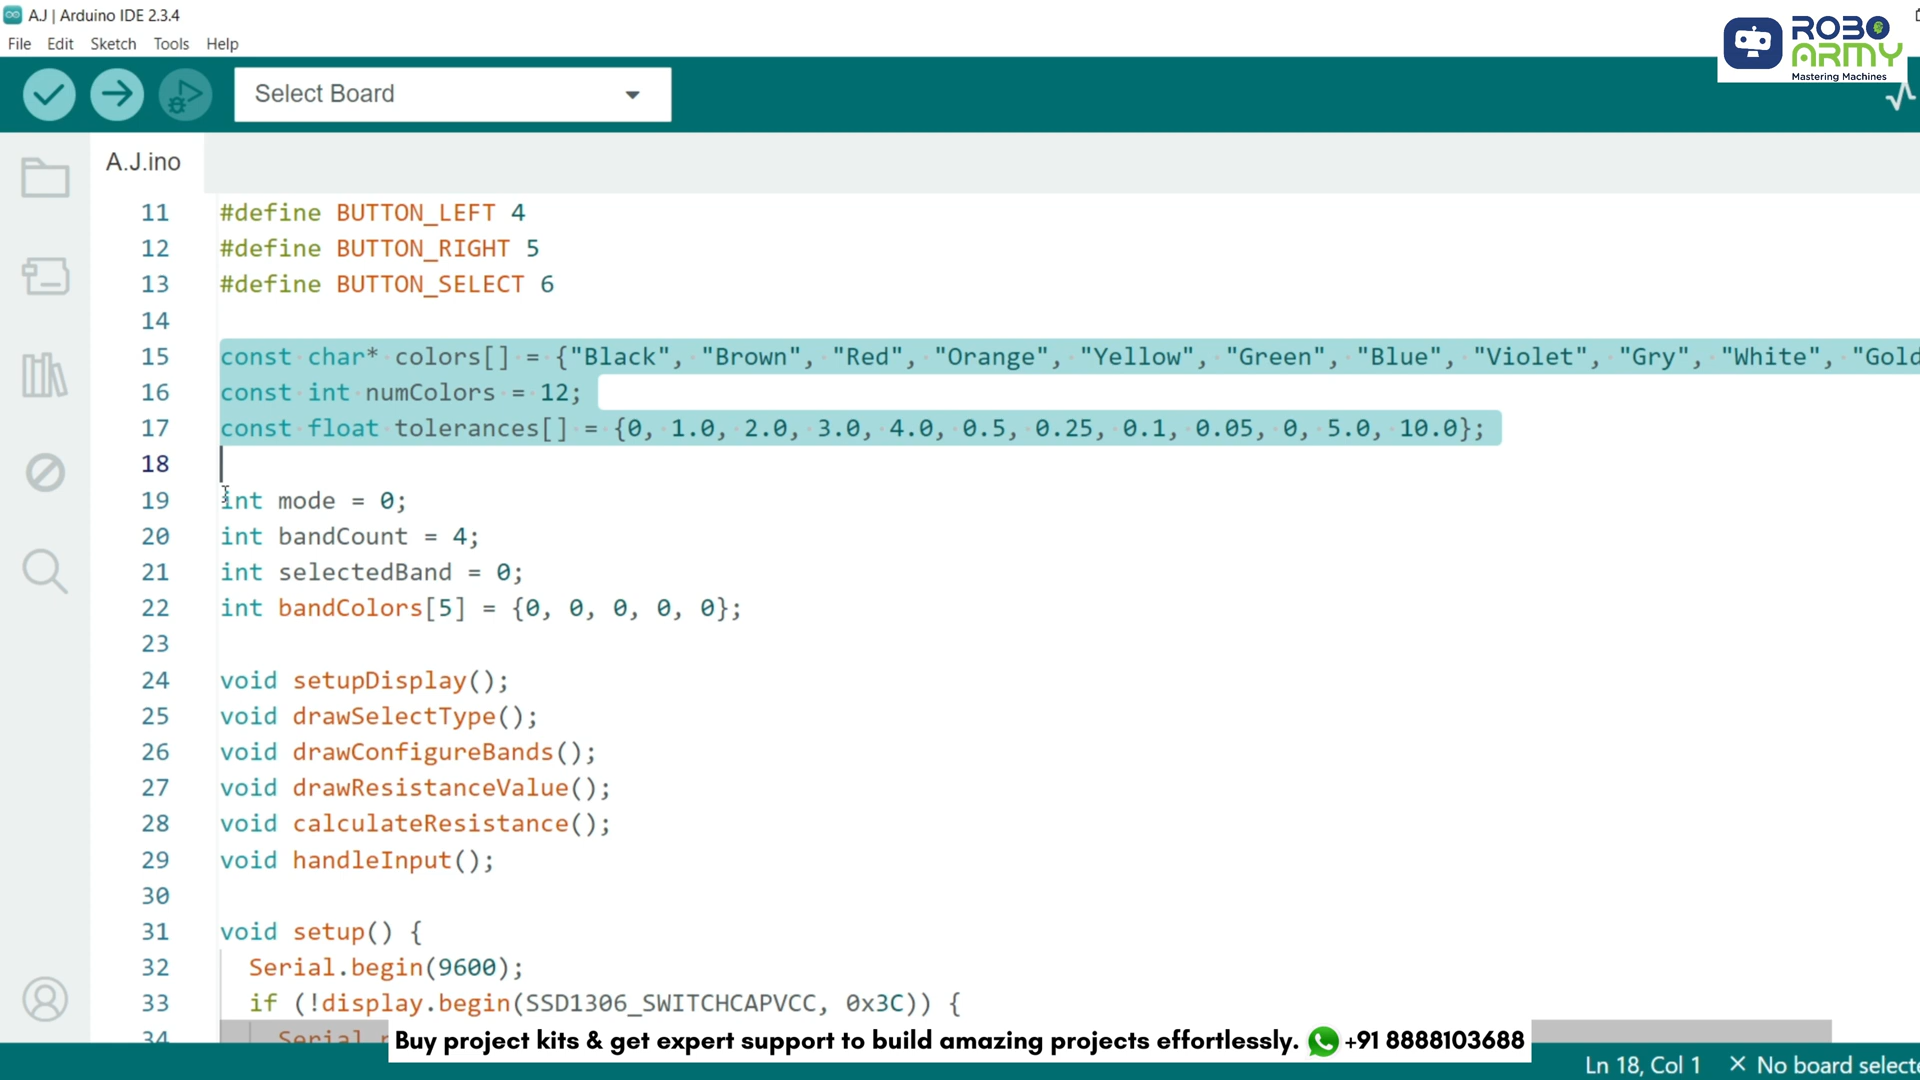 A.J | Arduino IDE 2.3.4
File Edit Sketch Tools Help
ROBO
ARMY
Mastering Machines
Select Board
A.J.ino
11 #define BUTTON_LEFT 4
12 #define BUTTON_RIGHT 5
13 #define BUTTON_SELECT 6
14
15 const char* colors[] = {"Black", "Brown", "Red", "Orange", "Yellow", "Green", "Blue", "Violet", "Gry", "White", "Gold
16 const int numColors = 12;
17 const float tolerances[] = {0, 1.0, 2.0, 3.0, 4.0, 0.5, 0.25, 0.1, 0.05, 0, 5.0, 10.0};
18
19 int mode = 0;
20 int bandCount = 4;
21 int selectedBand = 0;
22 int bandColors[5] = {0, 0, 0, 0, 0};
23
24 void setupDisplay();
25 void drawSelectType();
26 void drawConfigureBands();
27 void drawResistanceValue();
28 void calculateResistance();
29 void handleInput();
30
31 void setup() {
32 Serial.begin(9600);
33 if (!display.begin(SSD1306_SWITCHCAPVCC, 0x3C)) {
34 Serial
Buy project kits & get expert support to build amazing projects effortlessly. +91 8888103688
Ln 18, Col 1 No board selecte